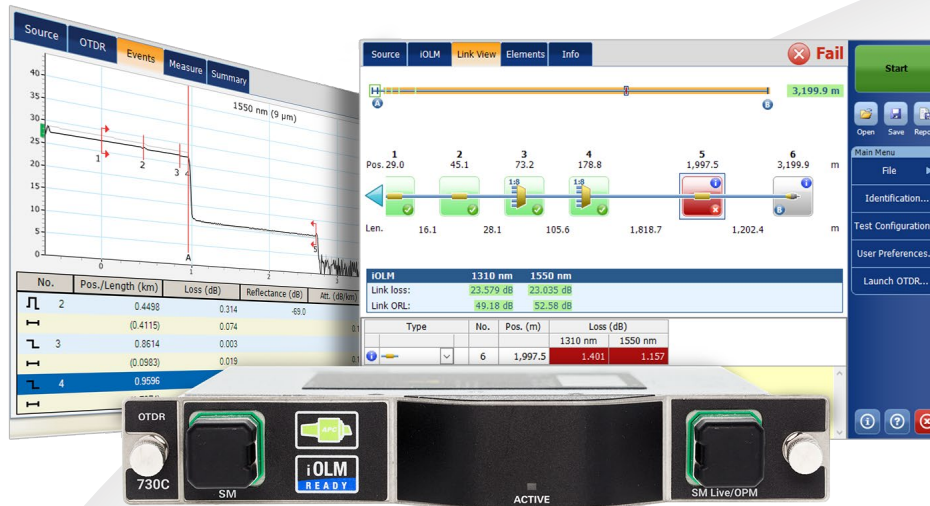 Source
OTDR
Events
Measure
Summary
1550 nm (9 µm)
40
35
30
25
20
15
10
5
0
1
2
3
4
5
A
0
1
2
No. Pos./Length (km) Loss (dB) Reflectance (dB) Att. (dB/km)
2 0.4498 0.314 -69.0
(0.4115) 0.074
3 0.8614 0.003
(0.0983) 0.019
4 0.9596
Source iOLM Link View Elements Info
Fail
3,199.9 m
A
B
1 2 3 4 5 6
Pos. 29.0 45.1 73.2 178.8 1,997.5 3,199.9 m
1:8 1:8
B
Len. 16.1 28.1 105.6 1,818.7 1,202.4 m
iOLM 1310 nm 1550 nm
Link loss: 23.579 dB 23.035 dB
Link ORL: 49.18 dB 52.58 dB
Type No. Pos. (m) Loss (dB)
1310 nm 1550 nm
6 1,997.5 1.401 1.157
Start
Open Save Repo
Main Menu
File
Identification...
Test Configuration
User Preferences.
Launch OTDR...
OTDR
730C
SM
APC
iOLM
READY
ACTIVE
SM Live/OPM